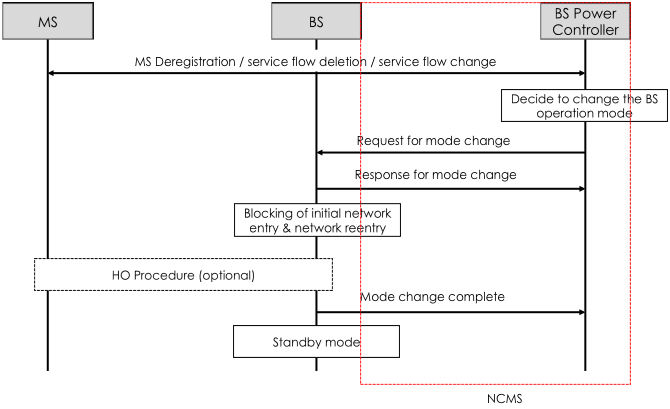 MS
BS
BS Power
Controller
MS Deregistration / service flow deletion / service flow change
Decide to change the BS
operation mode
Request for mode change
Response for mode change
Blocking of initial network
entry & network reentry
HO Procedure (optional)
Mode change complete
Standby mode
NCMS